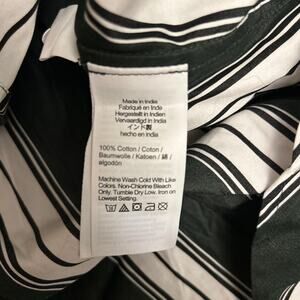 Made in India
Fabriqué en Inde
Hergestellt in Indien
Vervaardigd in India
インド製
hecho en india
100% Cotton / Coton /
Baumwolle / Katoen / 綿 /
algodón
Machine Wash Cold With Like
Colors. Non-Chlorine Bleach
Only. Tumble Dry Low. Iron on
Lowest Setting.